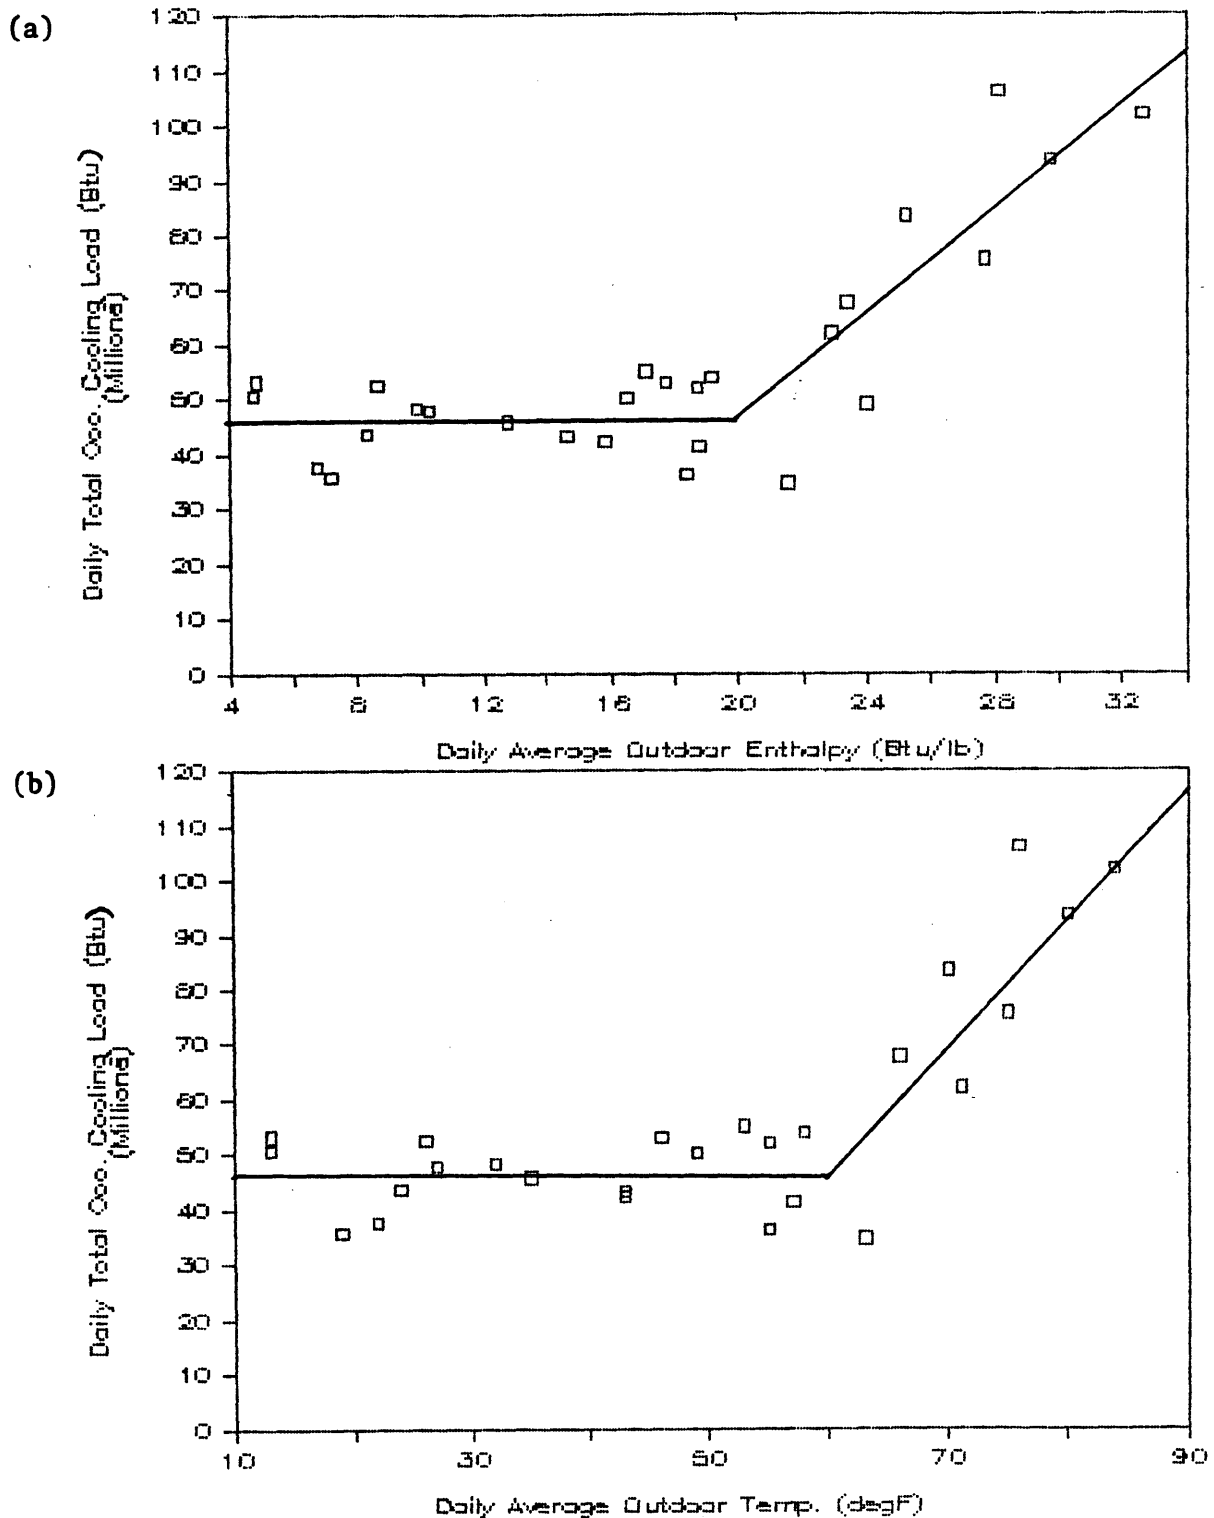 (a)
120
110
100
90
80
70
60
50
40
30
20
10
0
Daily Total Occ. Cooling Load (Btu)
(Millions)
4 8 12 16 20 24 28 32
Daily Average Outdoor Enthalpy (Btu/lb)
(b)
120
110
100
90
80
70
60
50
40
30
20
10
0
Daily Total Occ. Cooling Load (Btu)
(Millions)
10 30 50 70 90
Daily Average Outdoor Temp. (degF)